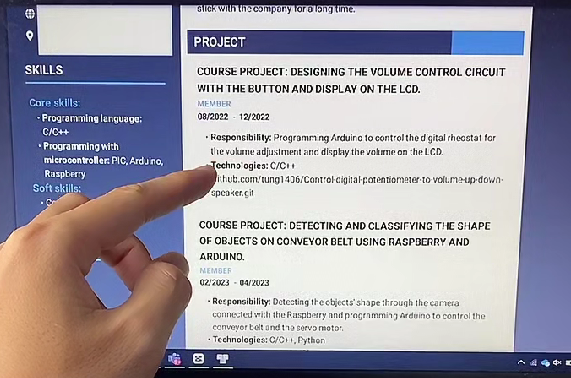 stick with the company for a long time.
SKILLS
Core skills:
• Programming language: C/C++
• Programming with microcontroller: PIC, Arduino, Raspberry
Soft skills:
PROJECT
COURSE PROJECT: DESIGNING THE VOLUME CONTROL CIRCUIT
WITH THE BUTTON AND DISPLAY ON THE LCD.
MEMBER
08/2022 - 12/2022
• Responsibility: Programming Arduino to control the digital rheostat for
the volume adjustment and display the volume on the LCD.
Technologies: C/C++
github.com/tung1406/Control-digital-potentiometer-to-volume-up-down-
speaker.git
COURSE PROJECT: DETECTING AND CLASSIFYING THE SHAPE
OF OBJECTS ON CONVEYOR BELT USING RASPBERRY AND
ARDUINO.
MEMBER
02/2023 - 04/2023
• Responsibility: Detecting the objects' shape through the camera
connected with the Raspberry and programming Arduino to control the
conveyor belt and the servo motor.
• Technologies: C/C++, Python